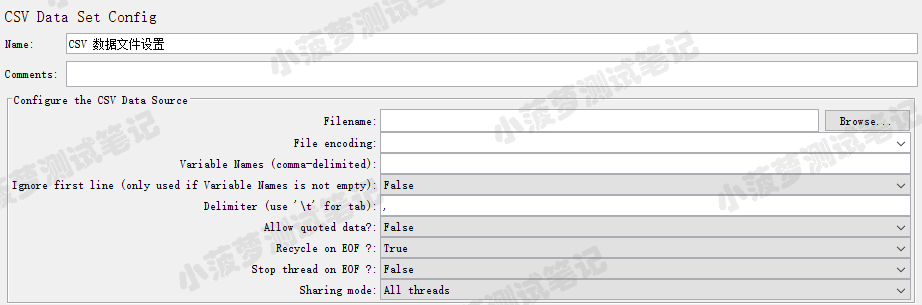 CSV Data Set Config
Name: CSV 数据文件设置
Comments:
Configure the CSV Data Source
Filename: Browse...
File encoding:
Variable Names (comma-delimited):
Ignore first line (only used if Variable Names is not empty): False
Delimiter (use '\t' for tab): ,
Allow quoted data?: False
Recycle on EOF ?: True
Stop thread on EOF ?: False
Sharing mode: All threads
小菠萝测试笔记
小菠萝测试笔记
小菠萝测试笔记
小菠萝测试笔记
小菠萝测试笔记